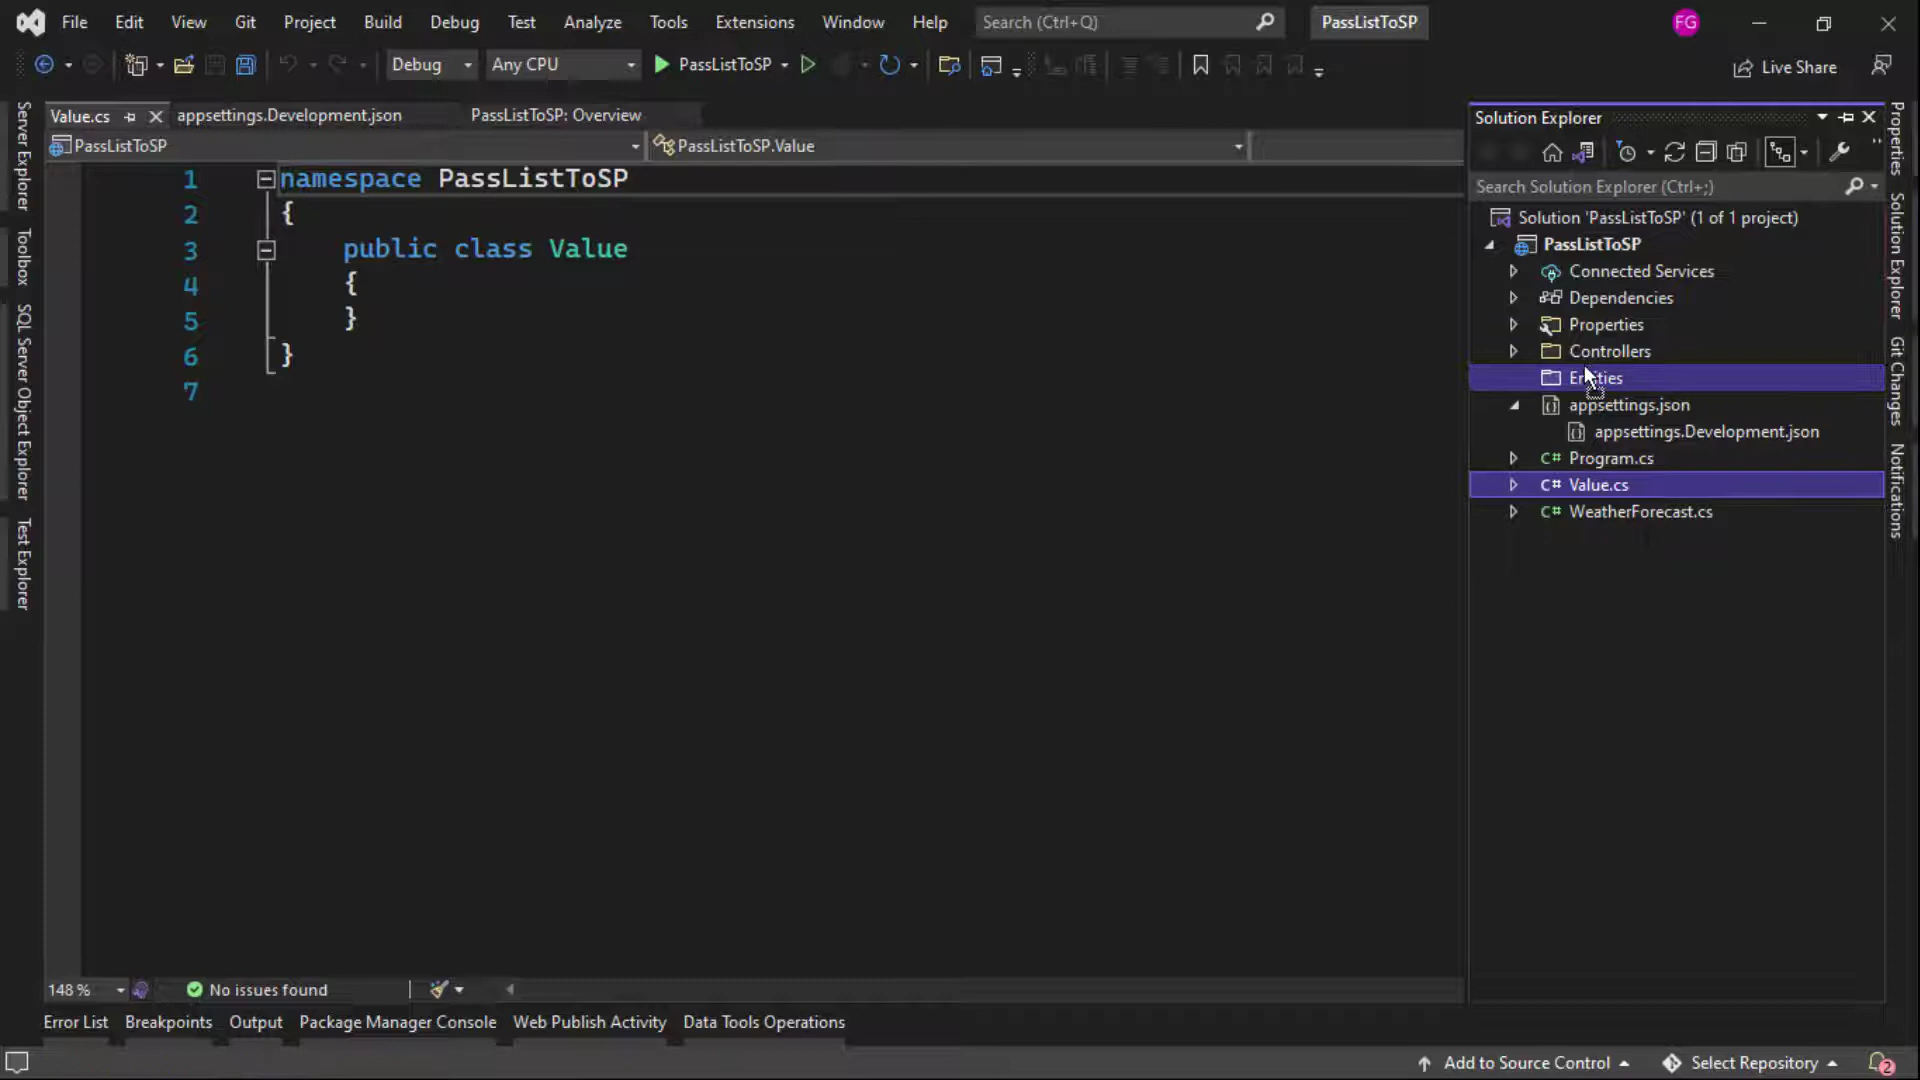 File Edit View Git Project Build Debug Test Analyze Tools Extensions Window Help Search (Ctrl+Q) PassListToSP FG
Debug Any CPU PassListToSP Live Share
Value.cs appsettings.Development.json PassListToSP: Overview
PassListToSP PassListToSP.Value
1 namespace PassListToSP
2 {
3 public class Value
4 {
5 }
6 }
7
Server Explorer
Toolbox
SQL Server Object Explorer
Test Explorer
Solution Explorer
Search Solution Explorer (Ctrl+;)
Solution 'PassListToSP' (1 of 1 project)
PassListToSP
Connected Services
Dependencies
Properties
Controllers
Entities
appsettings.json
appsettings.Development.json
C# Program.cs
C# Value.cs
C# WeatherForecast.cs
Properties
Solution Explorer
Git Changes
Notifications
148 % No issues found
Error List Breakpoints Output Package Manager Console Web Publish Activity Data Tools Operations
Add to Source Control Select Repository 2